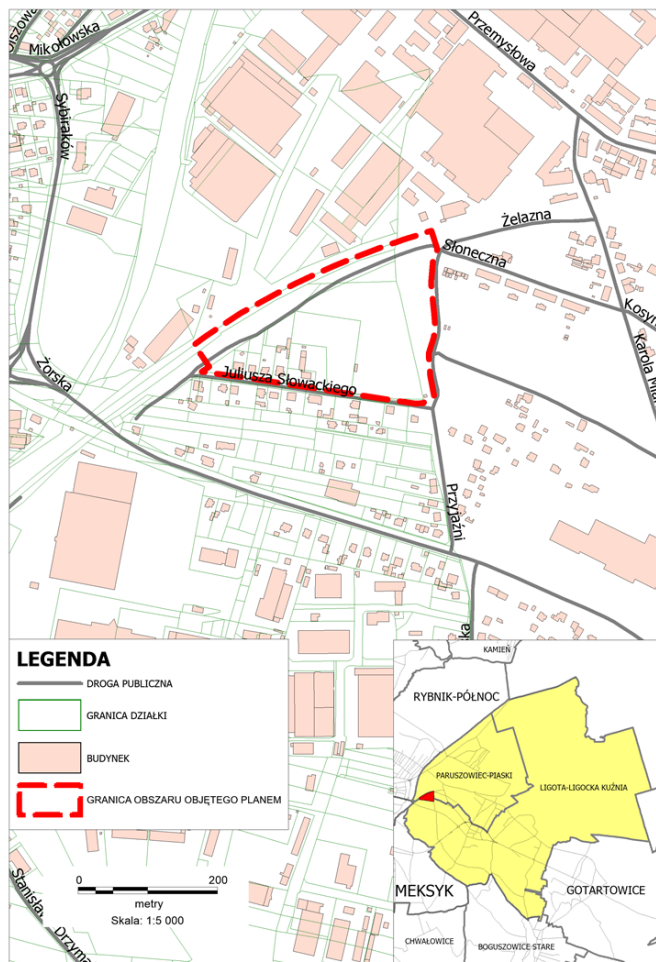 Mikołowska
Przemysłowa
Sybiraków
Żelazna
Słoneczna
Żorska
Juliusza Słowackiego
Przyjaźni
LEGENDA
DROGA PUBLICZNA
GRANICA DZIAŁKI
BUDYNEK
GRANICA OBSZARU OBJĘTEGO PLANEM
0 200
metry
Skala: 1:5 000
KAMIEŃ
RYBNIK-PÓŁNOC
PARUSZOWIEC-PIASKI
LIGOTA-LIGOCKA KUŹNIA
MEKSYK
GOTARTOWICE
CHWAŁOWICE
BOGUSZOWICE STARE